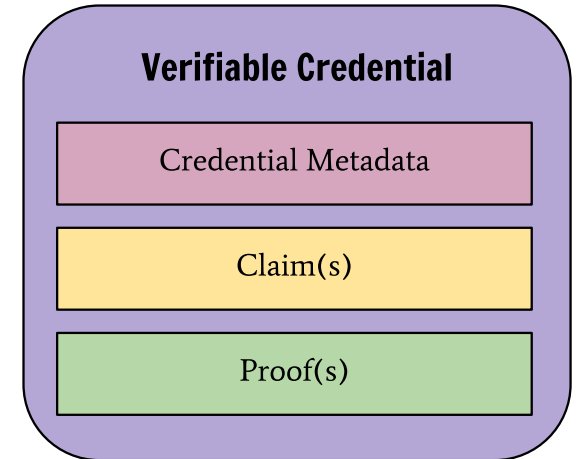 Verifiable Credential
Credential Metadata
Claim(s)
Proof(s)